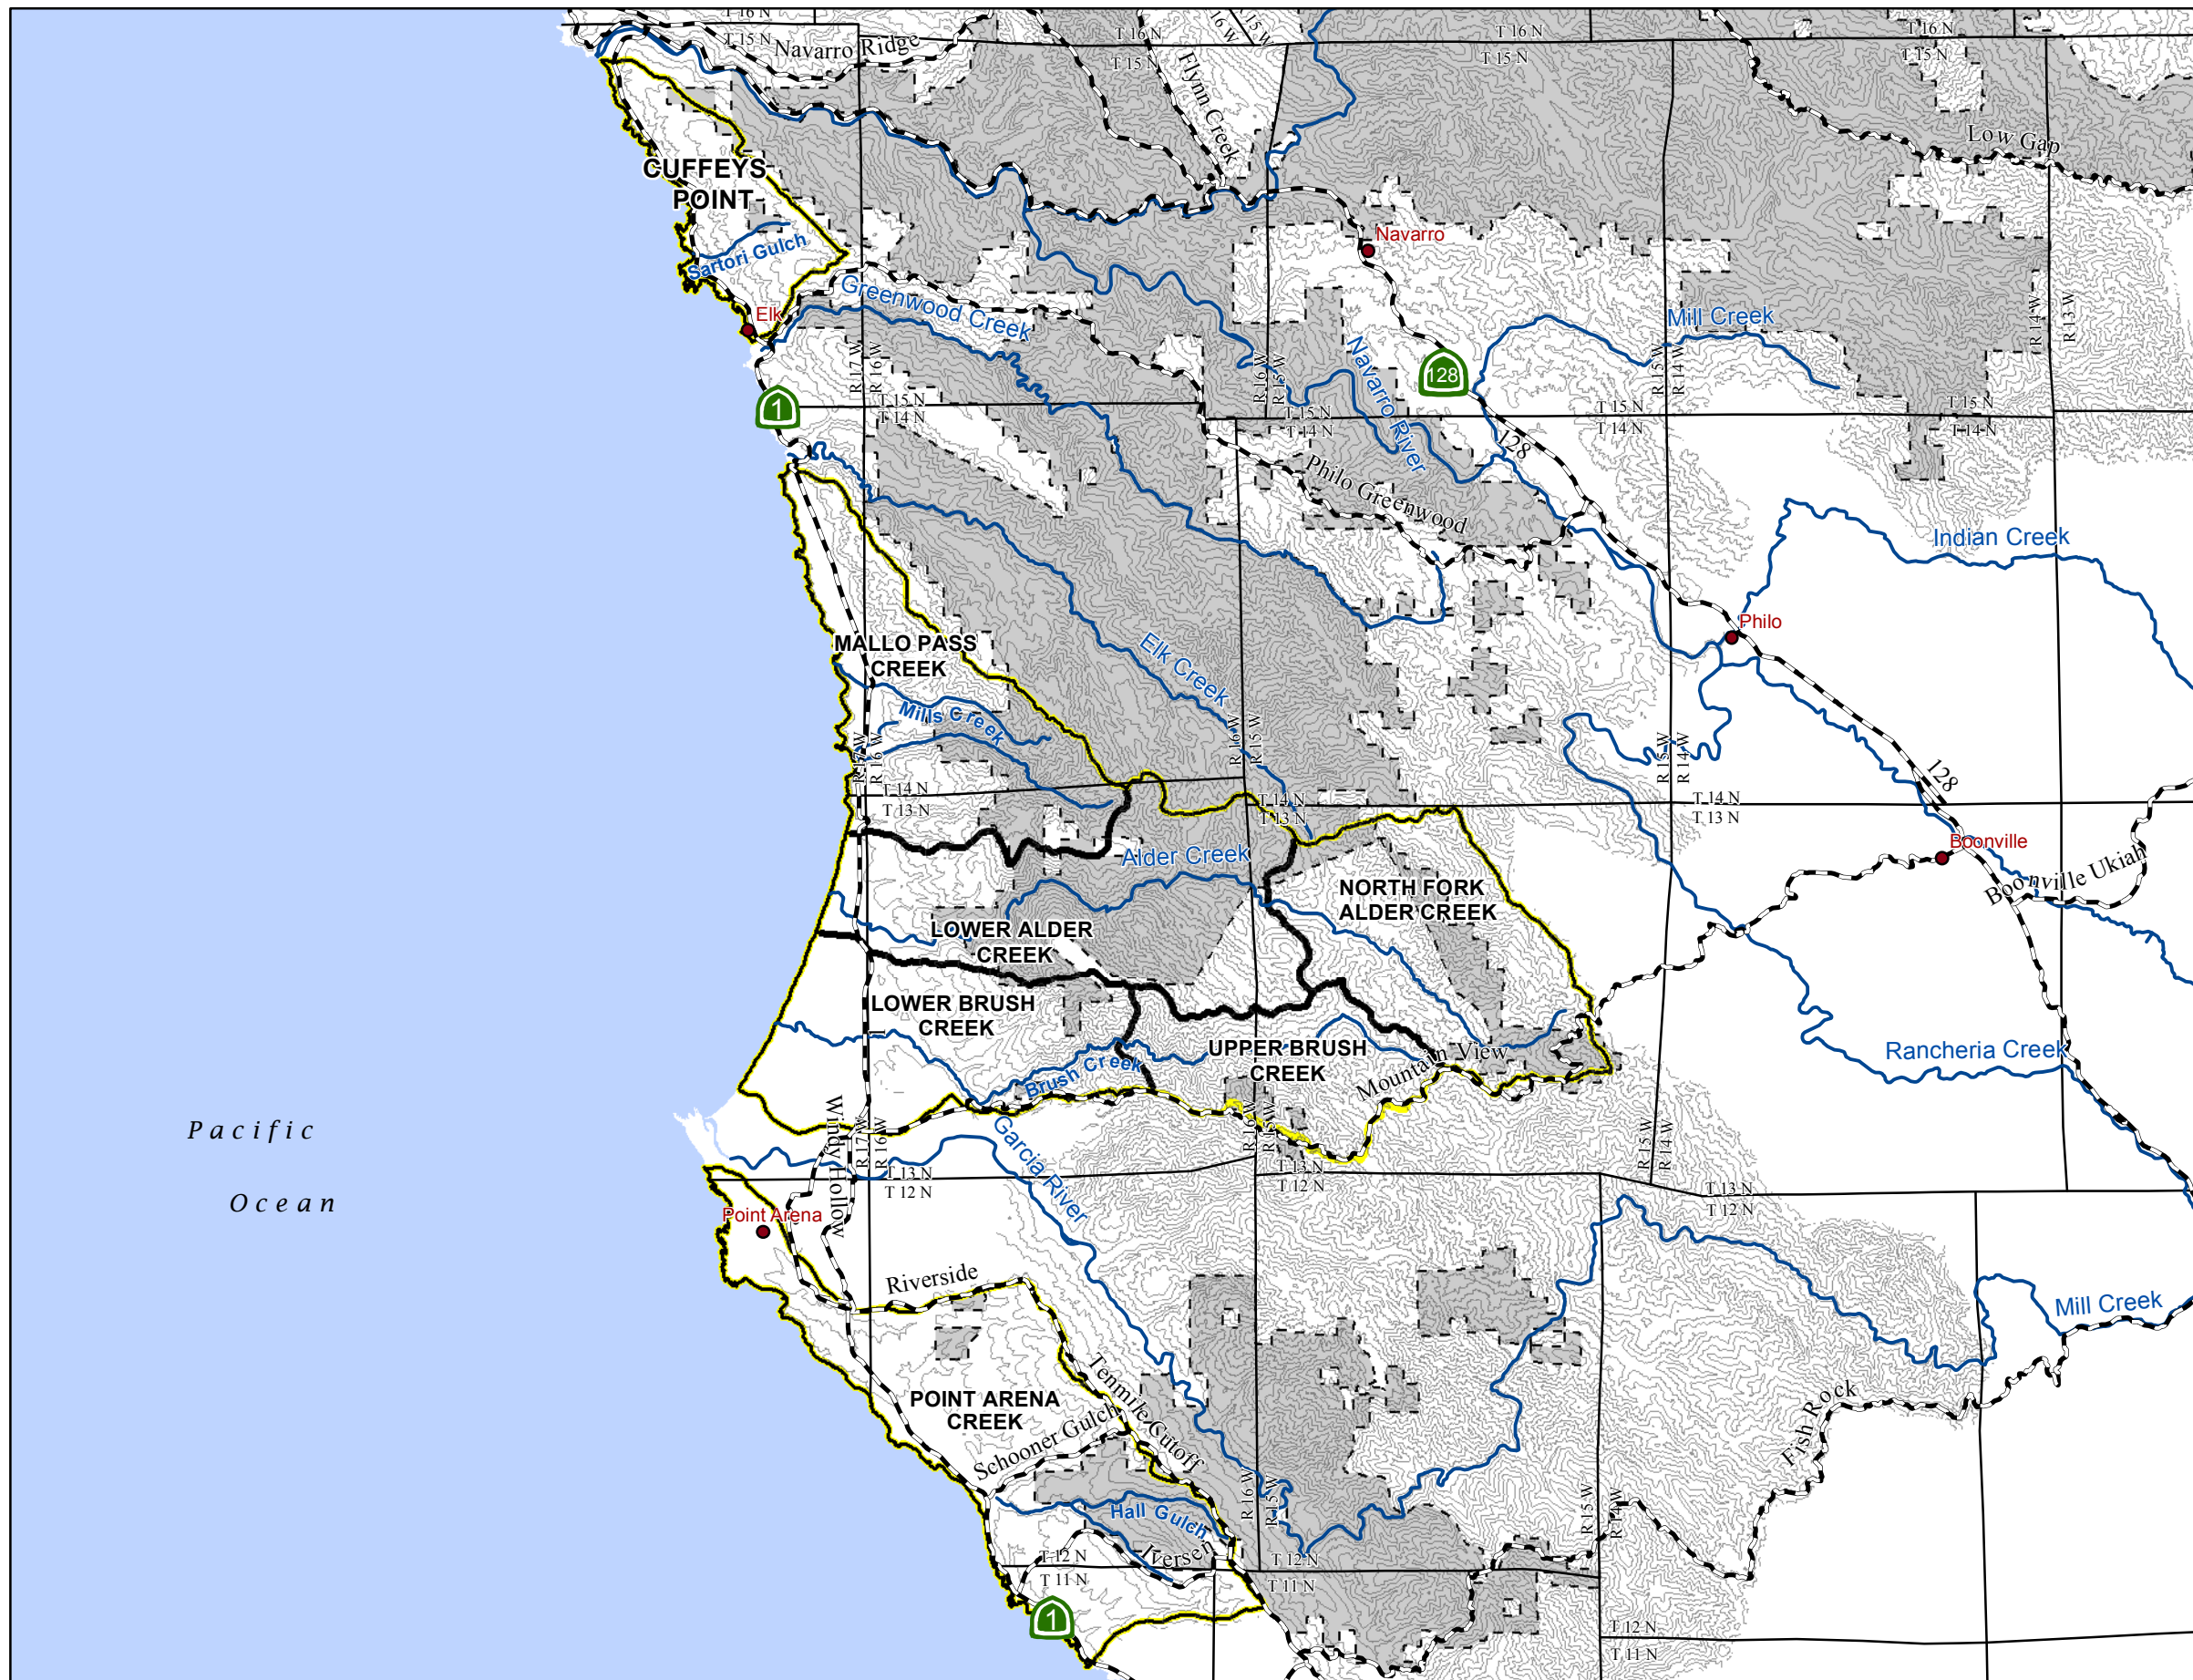 T 16 N
T 15 N
Navarro Ridge
T 16 N
T 15 N
16 W
15 W
T 16 N
T 15 N
T 16 N
T 15 N
Flynn Creek
Low Gap
CUFFEYS
POINT
Sartori Gulch
Navarro
Elk
Greenwood Creek
R 17 W
R 16 W
R 16 W
R 15 W
Navarro River
128
Mill Creek
R 15 W
R 14 W
R 14 W
R 13 W
1
T 15 N
T 14 N
T 15 N
T 14 N
T 15 N
T 14 N
T 15 N
T 14 N
128
Philo Greenwood
Indian Creek
Philo
MALLO PASS
CREEK
Elk Creek
Mills Creek
R 17 W
R 16 W
R 16 W
R 15 W
R 15 W
R 14 W
128
T 14 N
T 13 N
T 14 N
T 13 N
T 14 N
T 13 N
Boonville
Boonville Ukiah
Alder Creek
NORTH FORK
ALDER CREEK
LOWER ALDER
CREEK
LOWER BRUSH
CREEK
1
UPPER BRUSH
CREEK
Brush Creek
Mountain View
Rancheria Creek
Pacific
Ocean
Windy Hollow
R 17 W
R 16 W
R 16 W
R 15 W
R 15 W
R 14 W
Garcia River
T 13 N
T 12 N
T 13 N
T 12 N
T 13 N
T 12 N
Point Arena
Riverside
Mill Creek
POINT ARENA
CREEK
Tenmile Cutoff
Schooner Gulch
Fish Rock
Hall Gulch
Iversen
R 16 W
R 15 W
R 15 W
R 14 W
T 12 N
T 11 N
T 12 N
T 11 N
T 12 N
T 11 N
1